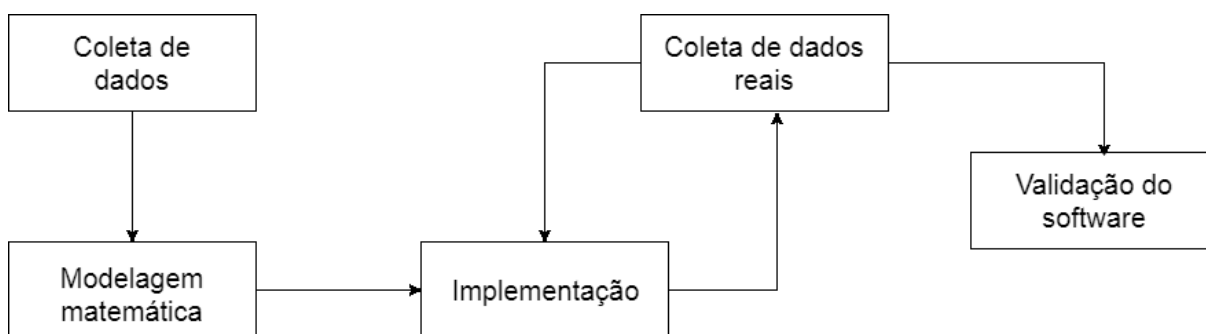 Coleta de
dados
Coleta de dados
reais
Validação do
software
Modelagem
matemática
Implementação